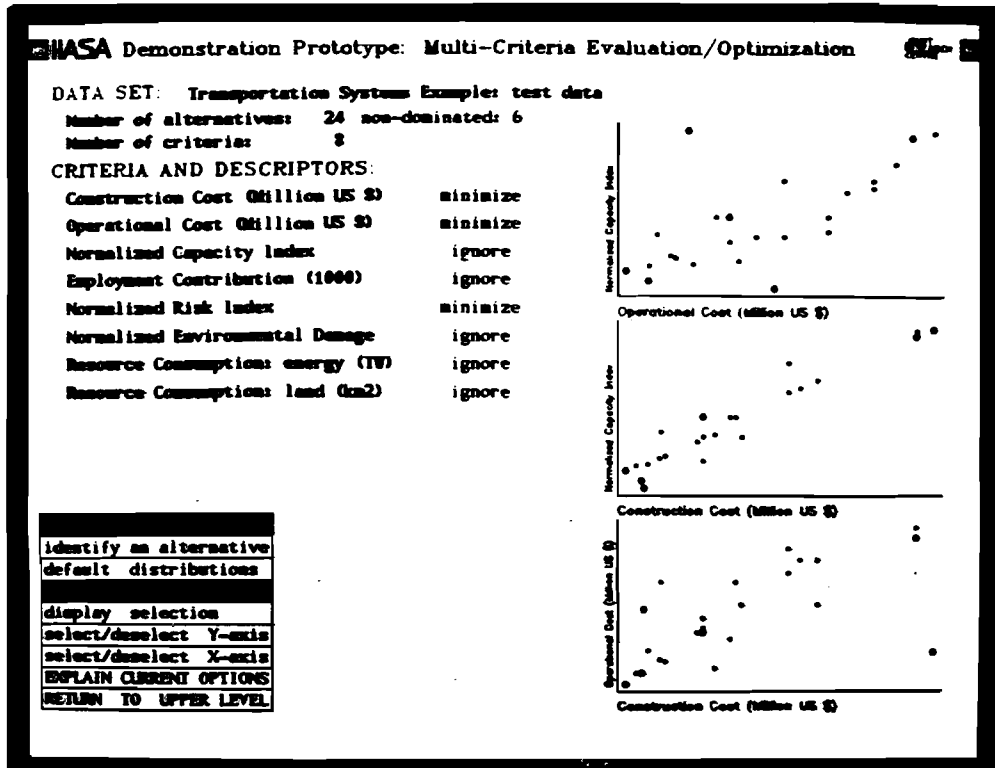 IIASA Demonstration Prototype: Multi-Criteria Evaluation/Optimization
DATA SET: Transportation Systems Example: test data
Number of alternatives: 24 non-dominated: 6
Number of criteria: 8
CRITERIA AND DESCRIPTORS:
Construction Cost (Million US $) minimize
Operational Cost (Million US $) minimize
Normalized Capacity Index ignore
Employment Contribution (1000) ignore
Normalized Risk Index minimize
Normalized Environmental Damage ignore
Resource Consumption: energy (TW) ignore
Resource Consumption: land (km2) ignore
Normalized Capacity Index
Operational Cost (Million US $)
Normalized Capacity Index
Construction Cost (Million US $)
Operational Cost (Million US $)
Construction Cost (Million US $)
identify an alternative
default distributions
display selection
select/deselect Y-axis
select/deselect X-axis
EXPLAIN CURRENT OPTIONS
RETURN TO UPPER LEVEL